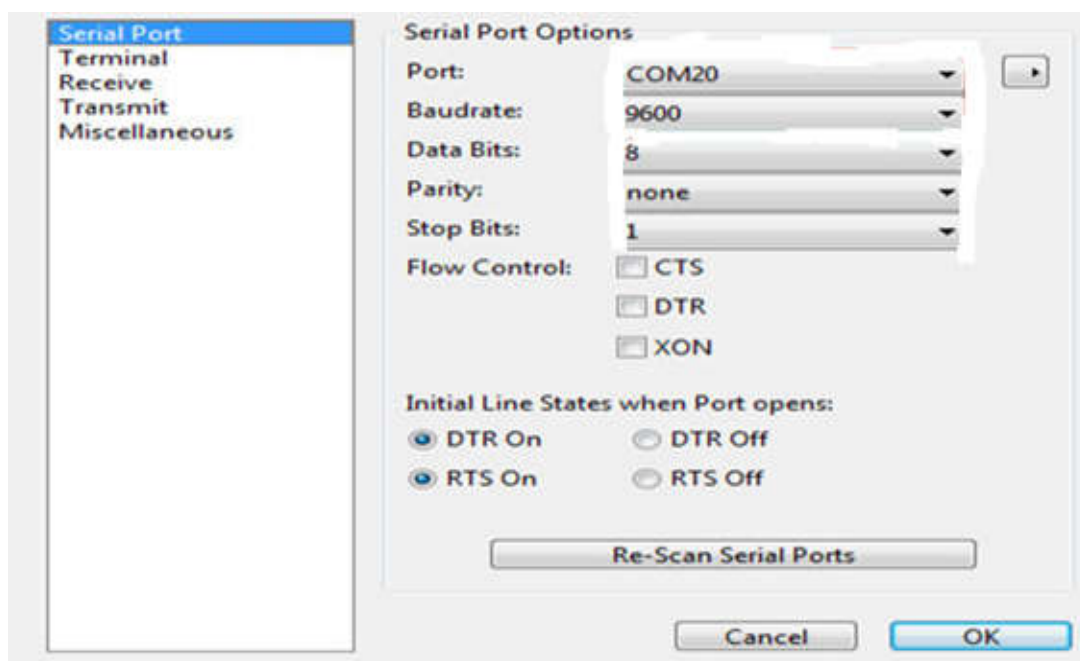 Serial Port
Terminal
Receive
Transmit
Miscellaneous
Serial Port Options
Port: COM20
Baudrate: 9600
Data Bits: 8
Parity: none
Stop Bits: 1
Flow Control: CTS
DTR
XON
Initial Line States when Port opens:
DTR On DTR Off
RTS On RTS Off
Re-Scan Serial Ports
Cancel OK